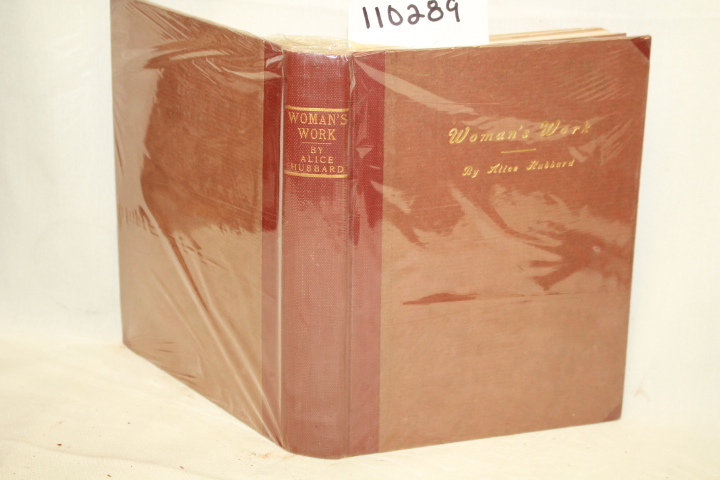 110289
WOMAN'S
WORK
BY
ALICE
HUBBARD
Woman's Work
By Alice Hubbard